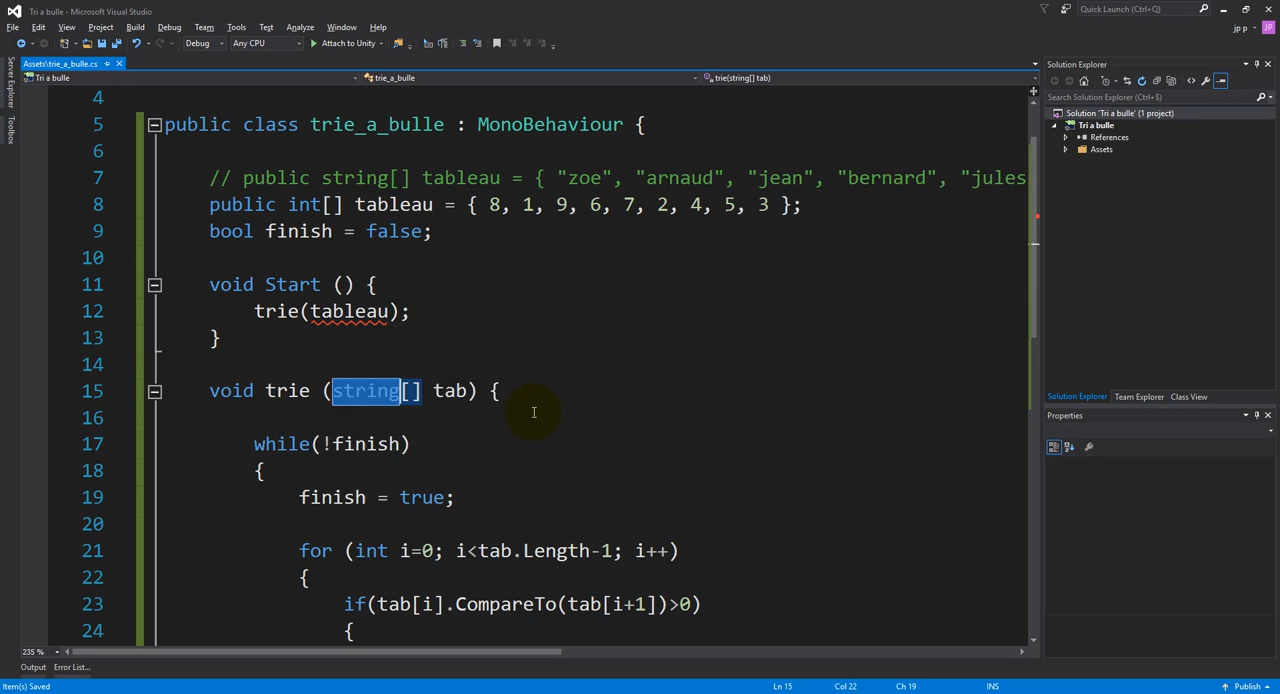 Tri a bulle - Microsoft Visual Studio
Quick Launch (Ctrl+Q)
File Edit View Project Build Debug Team Tools Test Analyze Window Help
jp p JP
Debug Any CPU Attach to Unity
Assets\trie_a_bulle.cs
Tri a bulle trie_a_bulle trie(string[] tab)
Server Explorer
Toolbox
4
5 public class trie_a_bulle : MonoBehaviour {
6
7 // public string[] tableau = { "zoe", "arnaud", "jean", "bernard", "jules
8 public int[] tableau = { 8, 1, 9, 6, 7, 2, 4, 5, 3 };
9 bool finish = false;
10
11 void Start () {
12 trie(tableau);
13 }
14
15 void trie (string[] tab) {
16
17 while(!finish)
18 {
19 finish = true;
20
21 for (int i=0; i<tab.Length-1; i++)
22 {
23 if(tab[i].CompareTo(tab[i+1])>0)
24 {
235 %
Output Error List...
Solution Explorer
Search Solution Explorer (Ctrl+$)
Solution 'Tri a bulle' (1 project)
Tri a bulle
References
Assets
Solution Explorer Team Explorer Class View
Properties
Item(s) Saved Ln 15 Col 22 Ch 19 INS Publish